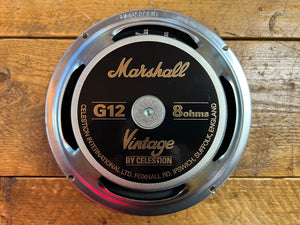 Marshall
G12
8ohms
Vintage
BY CELESTION
CELESTION INTERNATIONAL LTD. FOXHALL RD. IPSWICH, SUFFOLK, ENGLAND